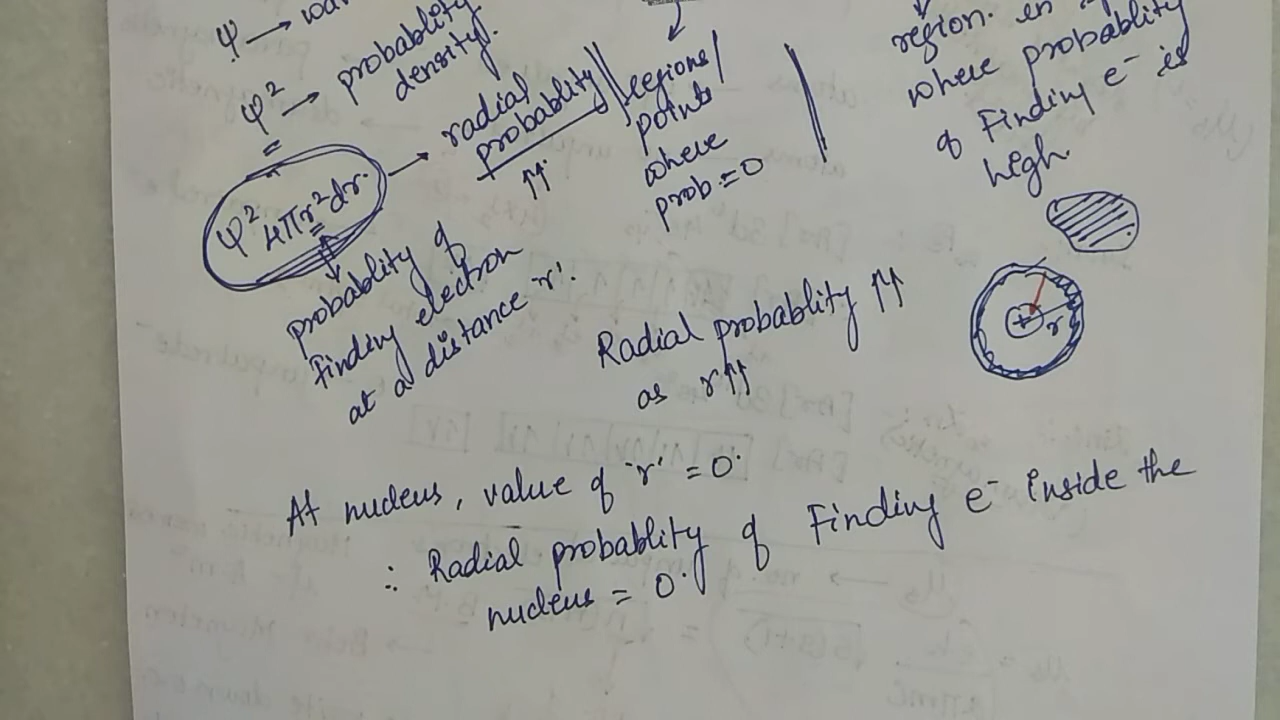 ψ →
ψ² → probablity
density.
ψ² 4πr²dr. → radial
probablity
↑↑
probablity of
Finding electron
at a distance 'r'.
regions/
points
where
prob = 0
region. en
where probablity
of Finding e⁻ is
high.
+ r
Radial probablity ↑↑
as r↑↑
At nucleus, value of 'r' = 0.
∴ Radial probablity of Finding e⁻ inside the
nucleus = 0.